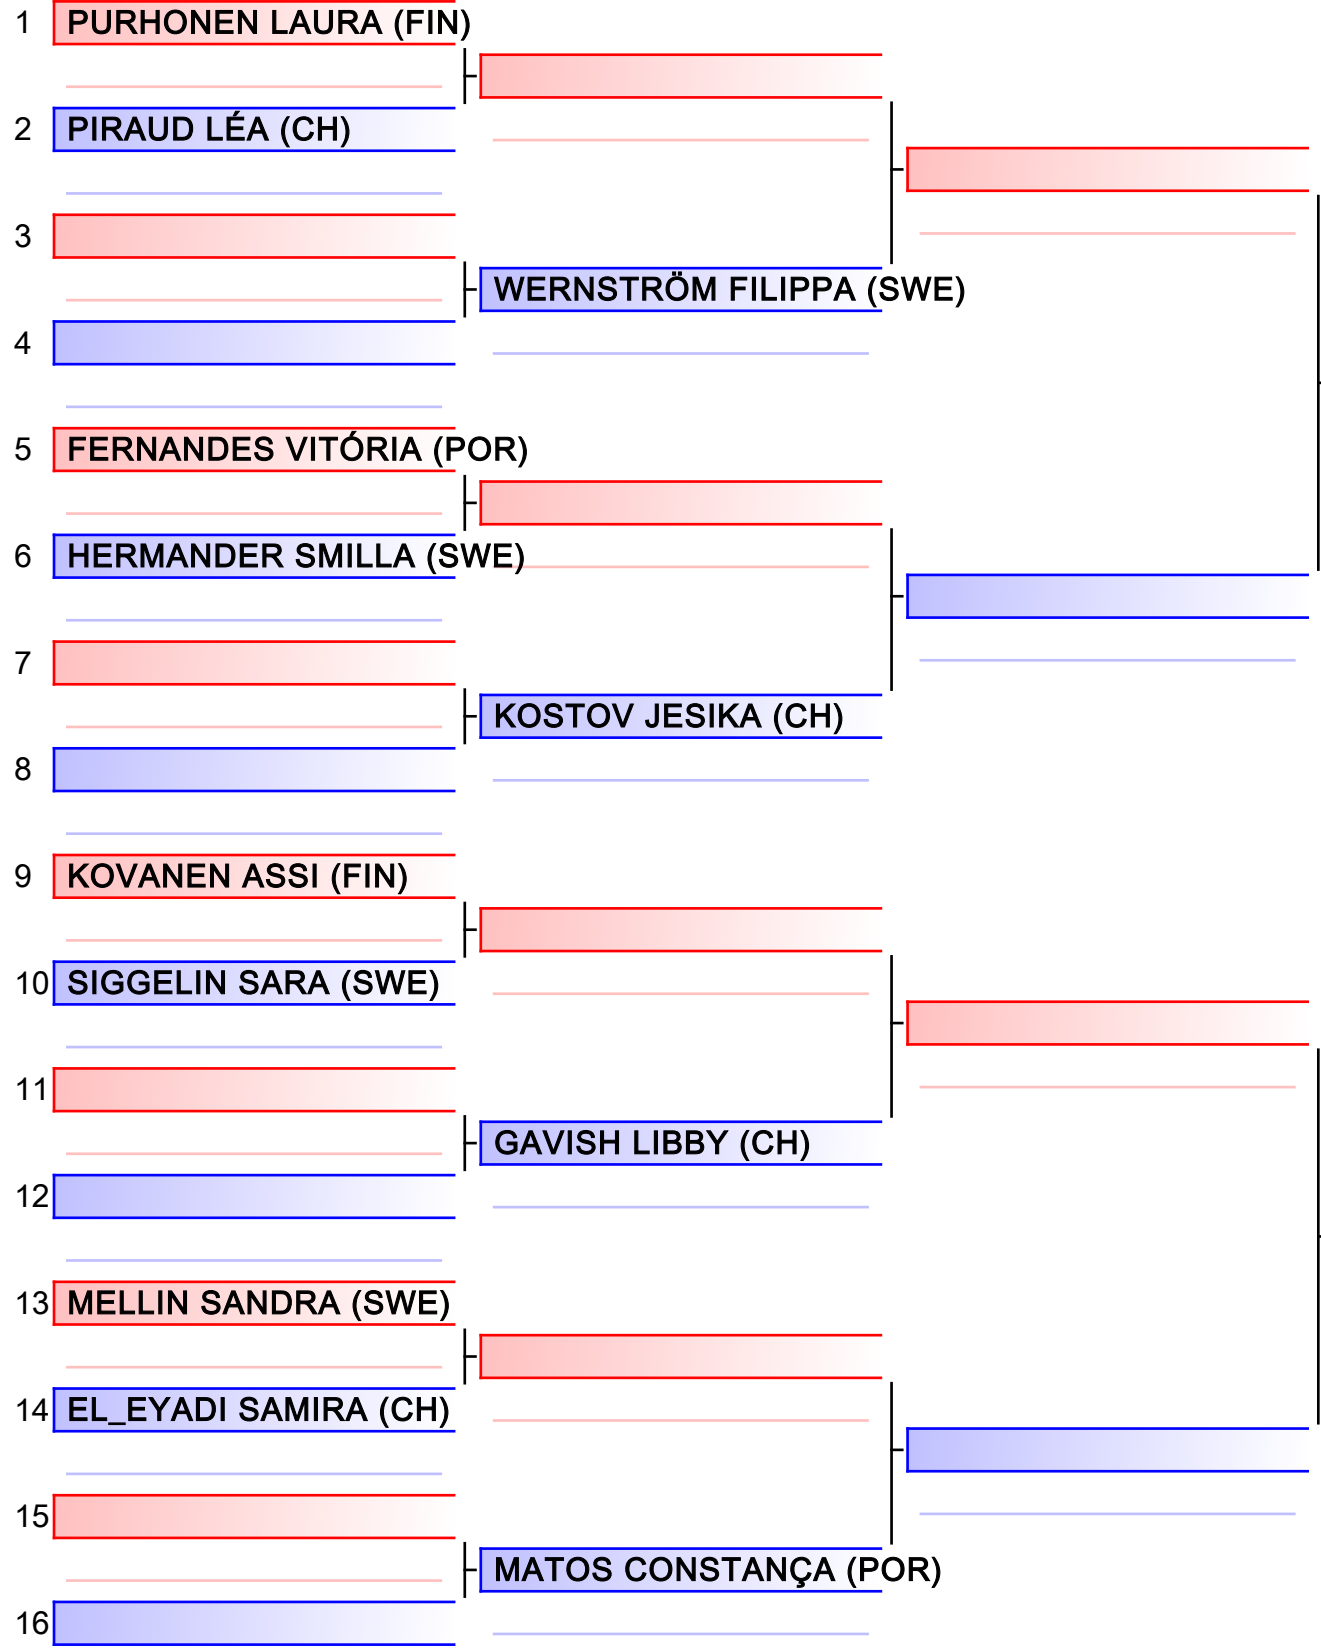 1 PURHONEN LAURA (FIN)
2 PIRAUD LÉA (CH)
3
WERNSTRÖM FILIPPA (SWE)
4
5 FERNANDES VITÓRIA (POR)
6 HERMANDER SMILLA (SWE)
7
KOSTOV JESIKA (CH)
8
9 KOVANEN ASSI (FIN)
10 SIGGELIN SARA (SWE)
11
GAVISH LIBBY (CH)
12
13 MELLIN SANDRA (SWE)
14 EL_EYADI SAMIRA (CH)
15
MATOS CONSTANÇA (POR)
16